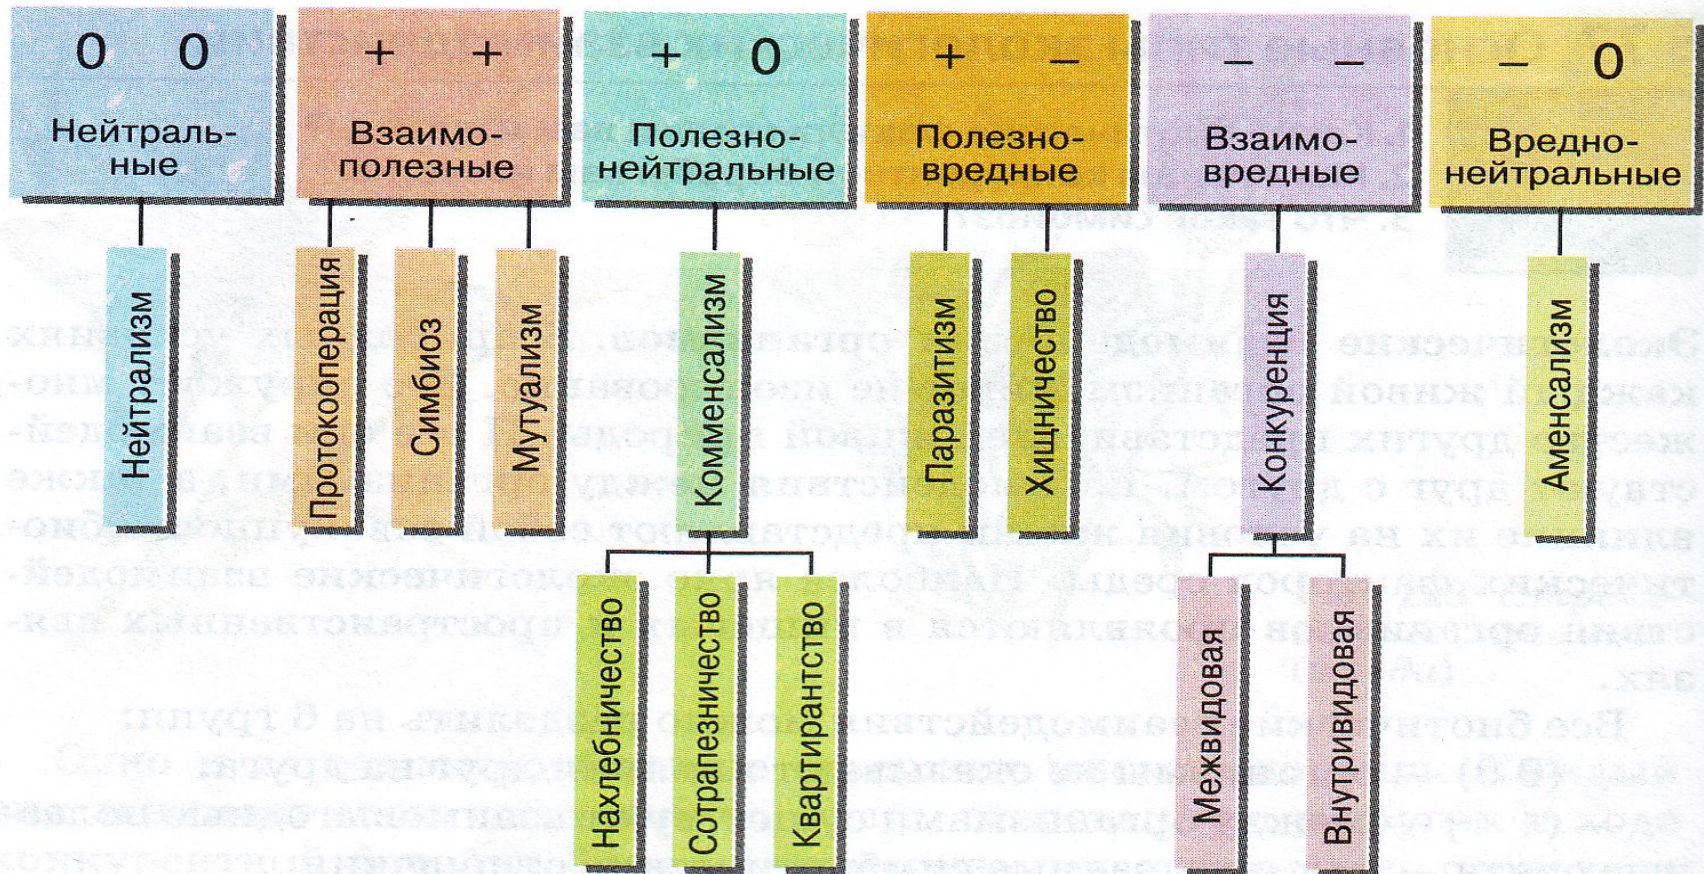 0 0
Нейтраль-
ные
+ +
Взаимо-
полезные
+ 0
Полезно-
нейтральные
+ –
Полезно-
вредные
– –
Взаимо-
вредные
– 0
Вредно-
нейтральные
Нейтрализм
Протокооперация
Симбиоз
Мутуализм
Комменсализм
Паразитизм
Хищничество
Конкуренция
Аменсализм
Нахлебничество
Сотрапезничество
Квартирантство
Межвидовая
Внутривидовая